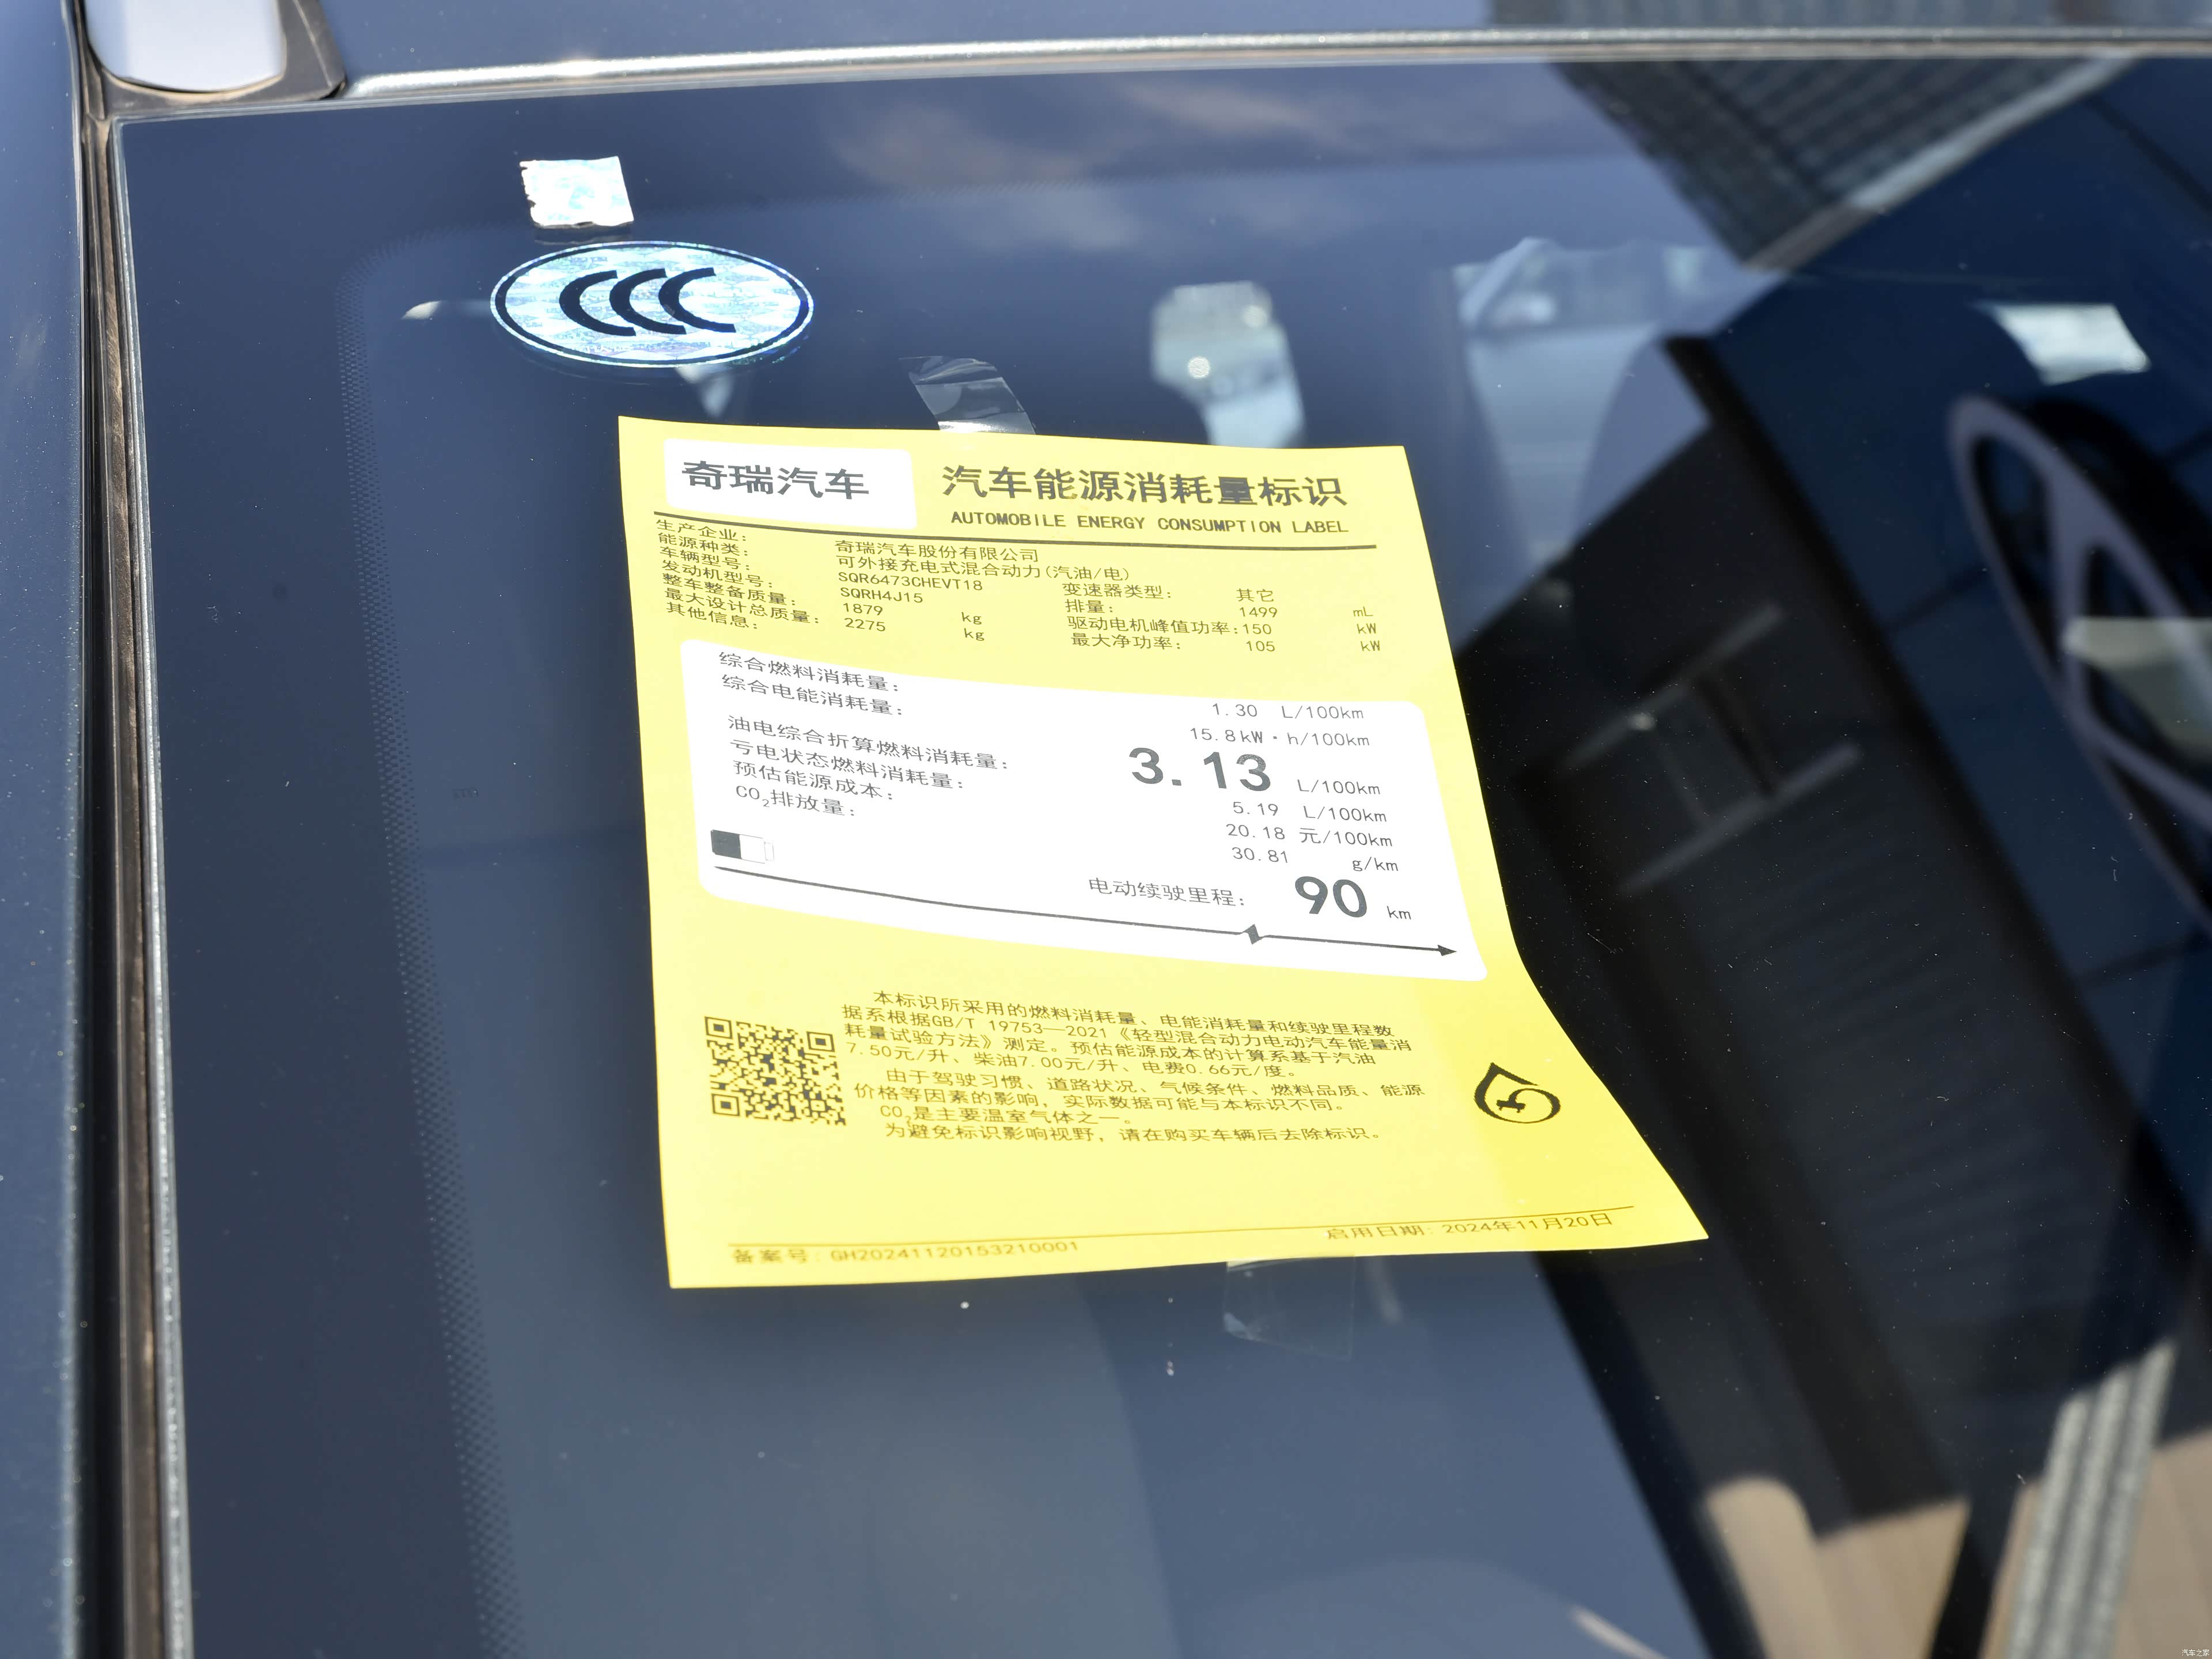 CCC
奇瑞汽车
汽车能源消耗量标识
AUTOMOBILE ENERGY CONSUMPTION LABEL
生产企业： 奇瑞汽车股份有限公司
能源种类： 可外接充电式混合动力(汽油/电)
车辆型号： SQR6473CHEVT18 变速器类型： 其它
发动机型号： SQRH4J15 排量： 1499 mL
整车整备质量： 1879 kg 驱动电机峰值功率：150 kW
最大设计总质量： 2275 kg 最大净功率： 105 kW
其他信息：
综合燃料消耗量： 1.30 L/100km
综合电能消耗量： 15.8kW·h/100km
油电综合折算燃料消耗量： 3.13 L/100km
亏电状态燃料消耗量： 5.19 L/100km
预估能源成本： 20.18 元/100km
CO₂排放量： 30.81 g/km
电动续驶里程： 90 km
本标识所采用的燃料消耗量、电能消耗量和续驶里程数
据系根据GB/T 19753—2021《轻型混合动力电动汽车能量消
耗量试验方法》测定。预估能源成本的计算系基于汽油
7.50元/升、柴油7.00元/升、电费0.66元/度。
由于驾驶习惯、道路状况、气候条件、燃料品质、能源
价格等因素的影响，实际数据可能与本标识不同。
CO₂是主要温室气体之一。
为避免标识影响视野，请在购买车辆后去除标识。
备案号：GH20241120153210001
启用日期：2024年11月20日
汽车之家